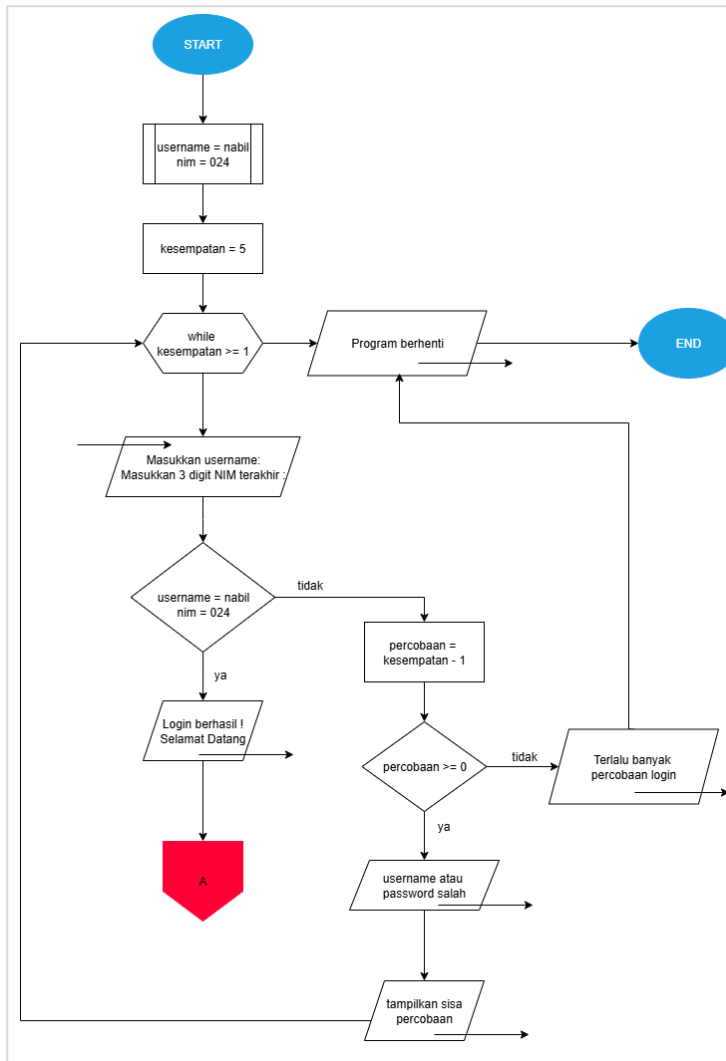 START
username = nabil
nim = 024
kesempatan = 5
while
kesempatan >= 1
Program berhenti
END
Masukkan username:
Masukkan 3 digit NIM terakhir :
username = nabil
nim = 024
tidak
percobaan =
kesempatan - 1
ya
Login berhasil !
Selamat Datang
percobaan >= 0
tidak
Terlalu banyak
percobaan login
ya
A
username atau
password salah
tampilkan sisa
percobaan